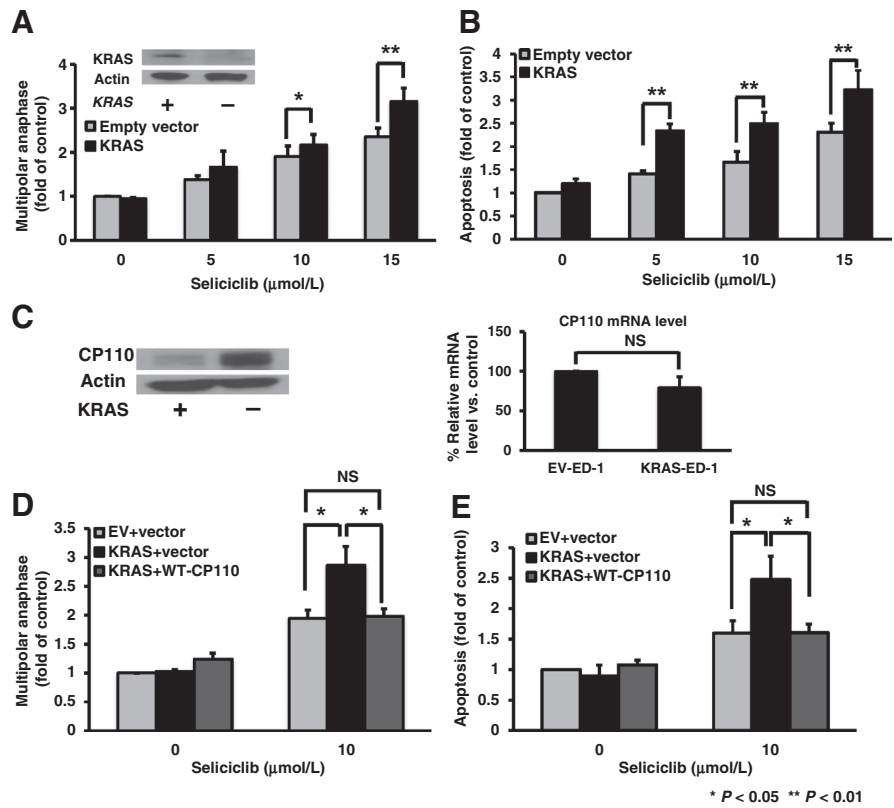 A
KRAS
Actin
KRAS + −
Multipolar anaphase
(fold of control)
4
3
2
1
0
Empty vector
KRAS
*
**
0 5 10 15
Seliciclib (μmol/L)
B
Apoptosis (fold of control)
4
3.5
3
2.5
2
1.5
1
0.5
0
Empty vector
KRAS
**
**
**
0 5 10 15
Seliciclib (μmol/L)
C
CP110
Actin
KRAS + −
CP110 mRNA level
% Relative mRNA
level vs. control
150
100
50
0
NS
EV-ED-1 KRAS-ED-1
D
Multipolar anaphase
(fold of control)
3.5
3
2.5
2
1.5
1
0.5
0
EV+vector
KRAS+vector
KRAS+WT-CP110
NS
* *
0 10
Seliciclib (μmol/L)
E
Apoptosis (fold of control)
3
2.5
2
1.5
1
0.5
0
EV+vector
KRAS+vector
KRAS+WT-CP110
NS
* *
0 10
Seliciclib (μmol/L)
* P < 0.05 ** P < 0.01